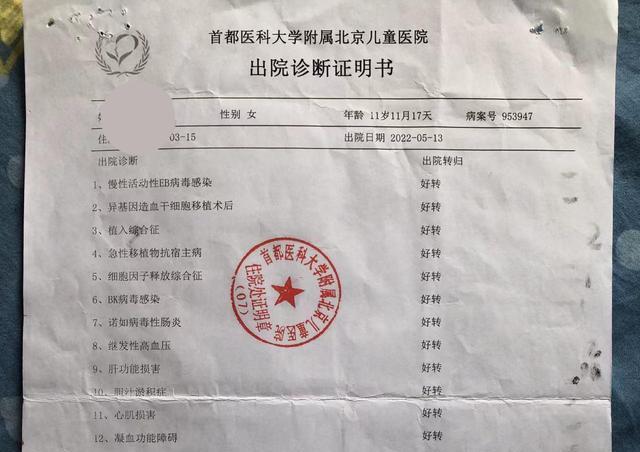 首都医科大学附属北京儿童医院
出院诊断证明书
性别 女 年龄 11岁11月17天 病案号 953947
住 03-15 出院日期 2022-05-13
出院诊断 出院转归
1、慢性活动性EB病毒感染 好转
2、异基因造血干细胞移植术后 好转
3、植入综合征 好转
4、急性移植物抗宿主病 好转
5、细胞因子释放综合征 好转
6、BK病毒感染 好转
7、诺如病毒性肠炎 好转
8、继发性高血压 好转
9、肝功能损害 好转
10、胆汁淤积症 好转
11、心肌损害 好转
12、凝血功能障碍 好转
首都医科大学附属北京儿童医院
住院处证明章
(07)